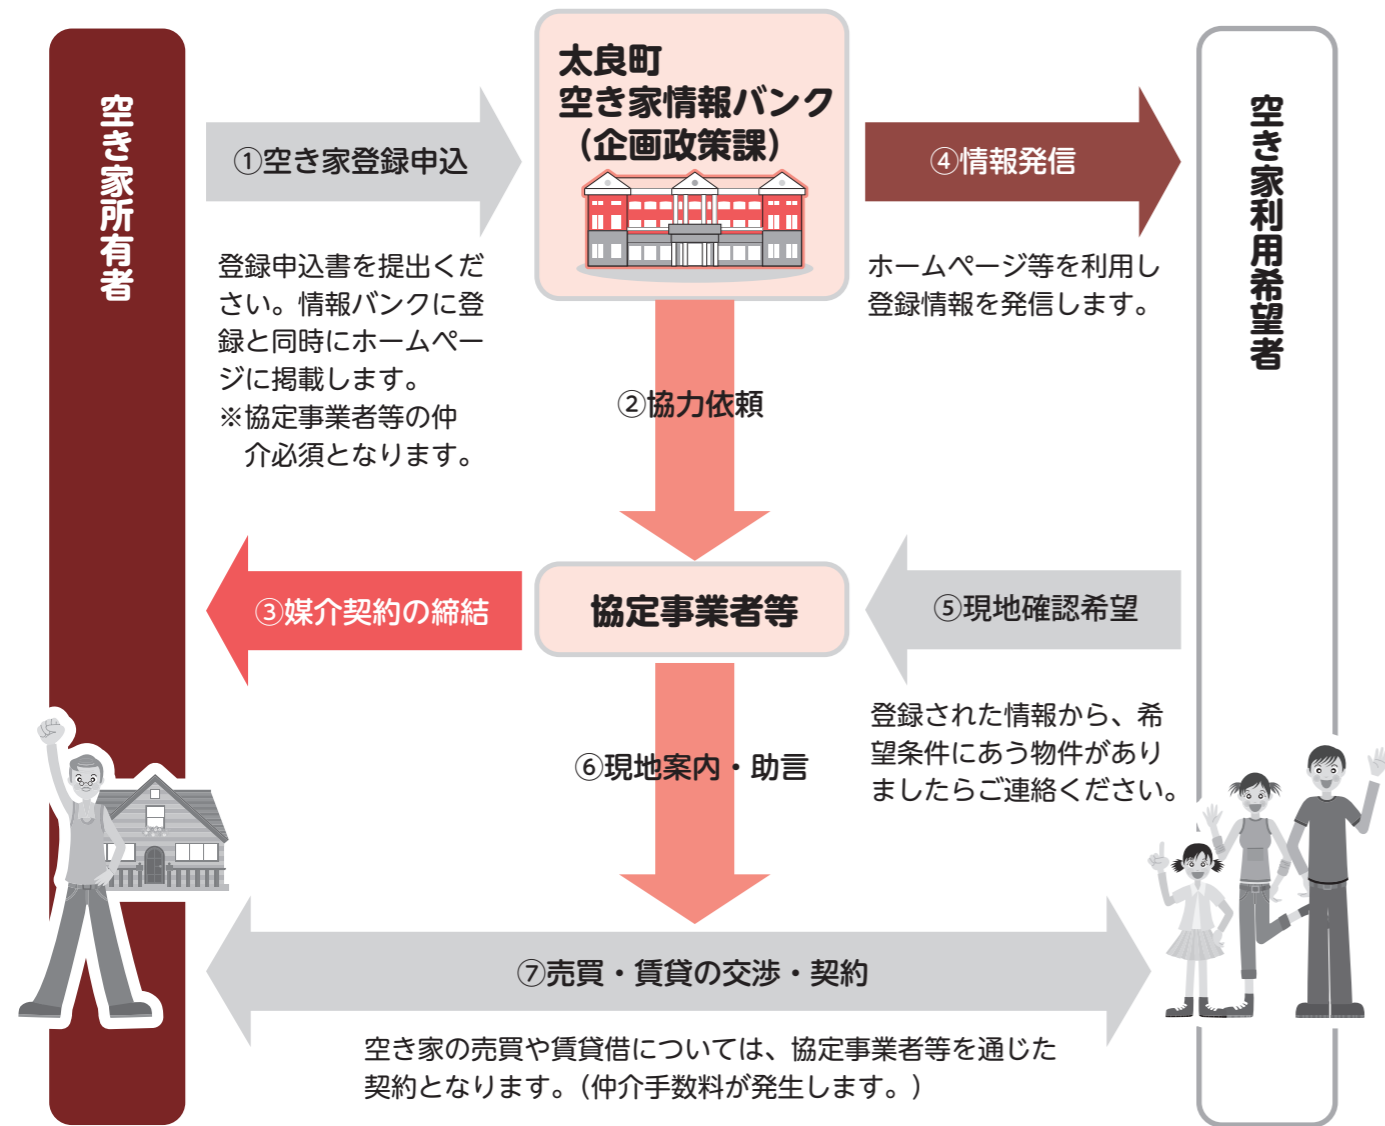 空き家所有者
太良町
空き家情報バンク
（企画政策課）
空き家利用希望者
①空き家登録申込
登録申込書を提出くだ
さい。情報バンクに登
録と同時にホームペー
ジに掲載します。
※協定事業者等の仲
介必須となります。
④情報発信
ホームページ等を利用し
登録情報を発信します。
②協力依頼
③媒介契約の締結
協定事業者等
⑤現地確認希望
登録された情報から、希
望条件にあう物件があり
ましたらご連絡ください。
⑥現地案内・助言
⑦売買・賃貸の交渉・契約
空き家の売買や賃貸借については、協定事業者等を通じた
契約となります。（仲介手数料が発生します。）